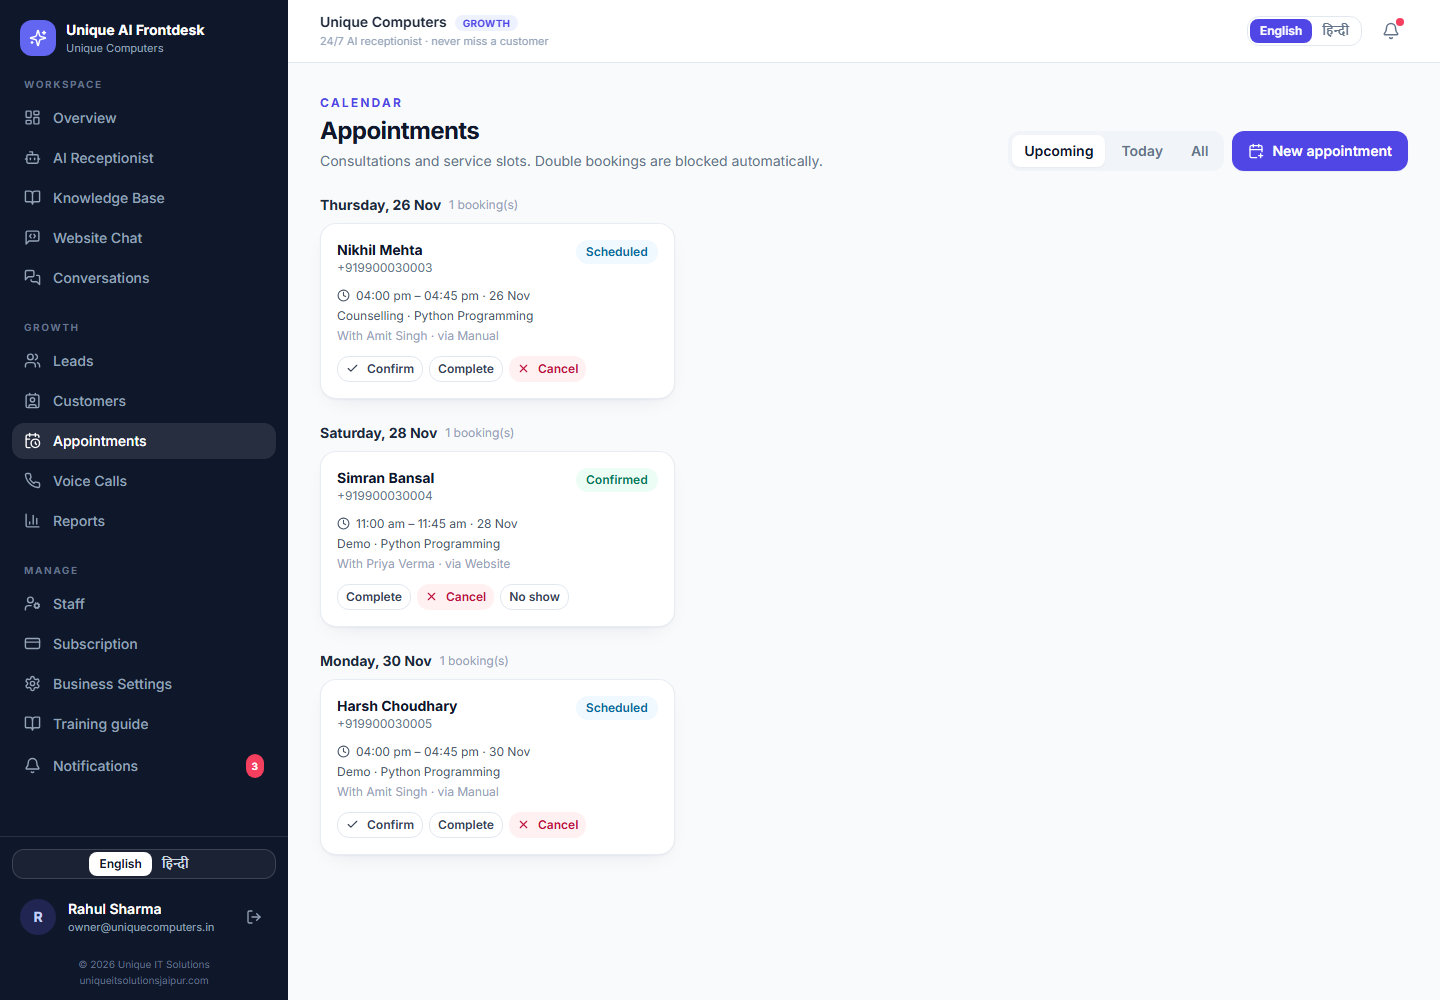 Unique AI Frontdesk
Unique Computers
WORKSPACE
Overview
AI Receptionist
Knowledge Base
Website Chat
Conversations
GROWTH
Leads
Customers
Appointments
Voice Calls
Reports
MANAGE
Staff
Subscription
Business Settings
Training guide
Notifications 3
English हिन्दी
R Rahul Sharma
owner@uniquecomputers.in
© 2026 Unique IT Solutions
uniqueitsolutionsjaipur.com
Unique Computers GROWTH
24/7 AI receptionist · never miss a customer
English हिन्दी
CALENDAR
Appointments
Consultations and service slots. Double bookings are blocked automatically.
Upcoming Today All New appointment
Thursday, 26 Nov 1 booking(s)
Nikhil Mehta Scheduled
+919900030003
04:00 pm – 04:45 pm · 26 Nov
Counselling · Python Programming
With Amit Singh · via Manual
Confirm Complete Cancel
Saturday, 28 Nov 1 booking(s)
Simran Bansal Confirmed
+919900030004
11:00 am – 11:45 am · 28 Nov
Demo · Python Programming
With Priya Verma · via Website
Complete Cancel No show
Monday, 30 Nov 1 booking(s)
Harsh Choudhary Scheduled
+919900030005
04:00 pm – 04:45 pm · 30 Nov
Demo · Python Programming
With Amit Singh · via Manual
Confirm Complete Cancel